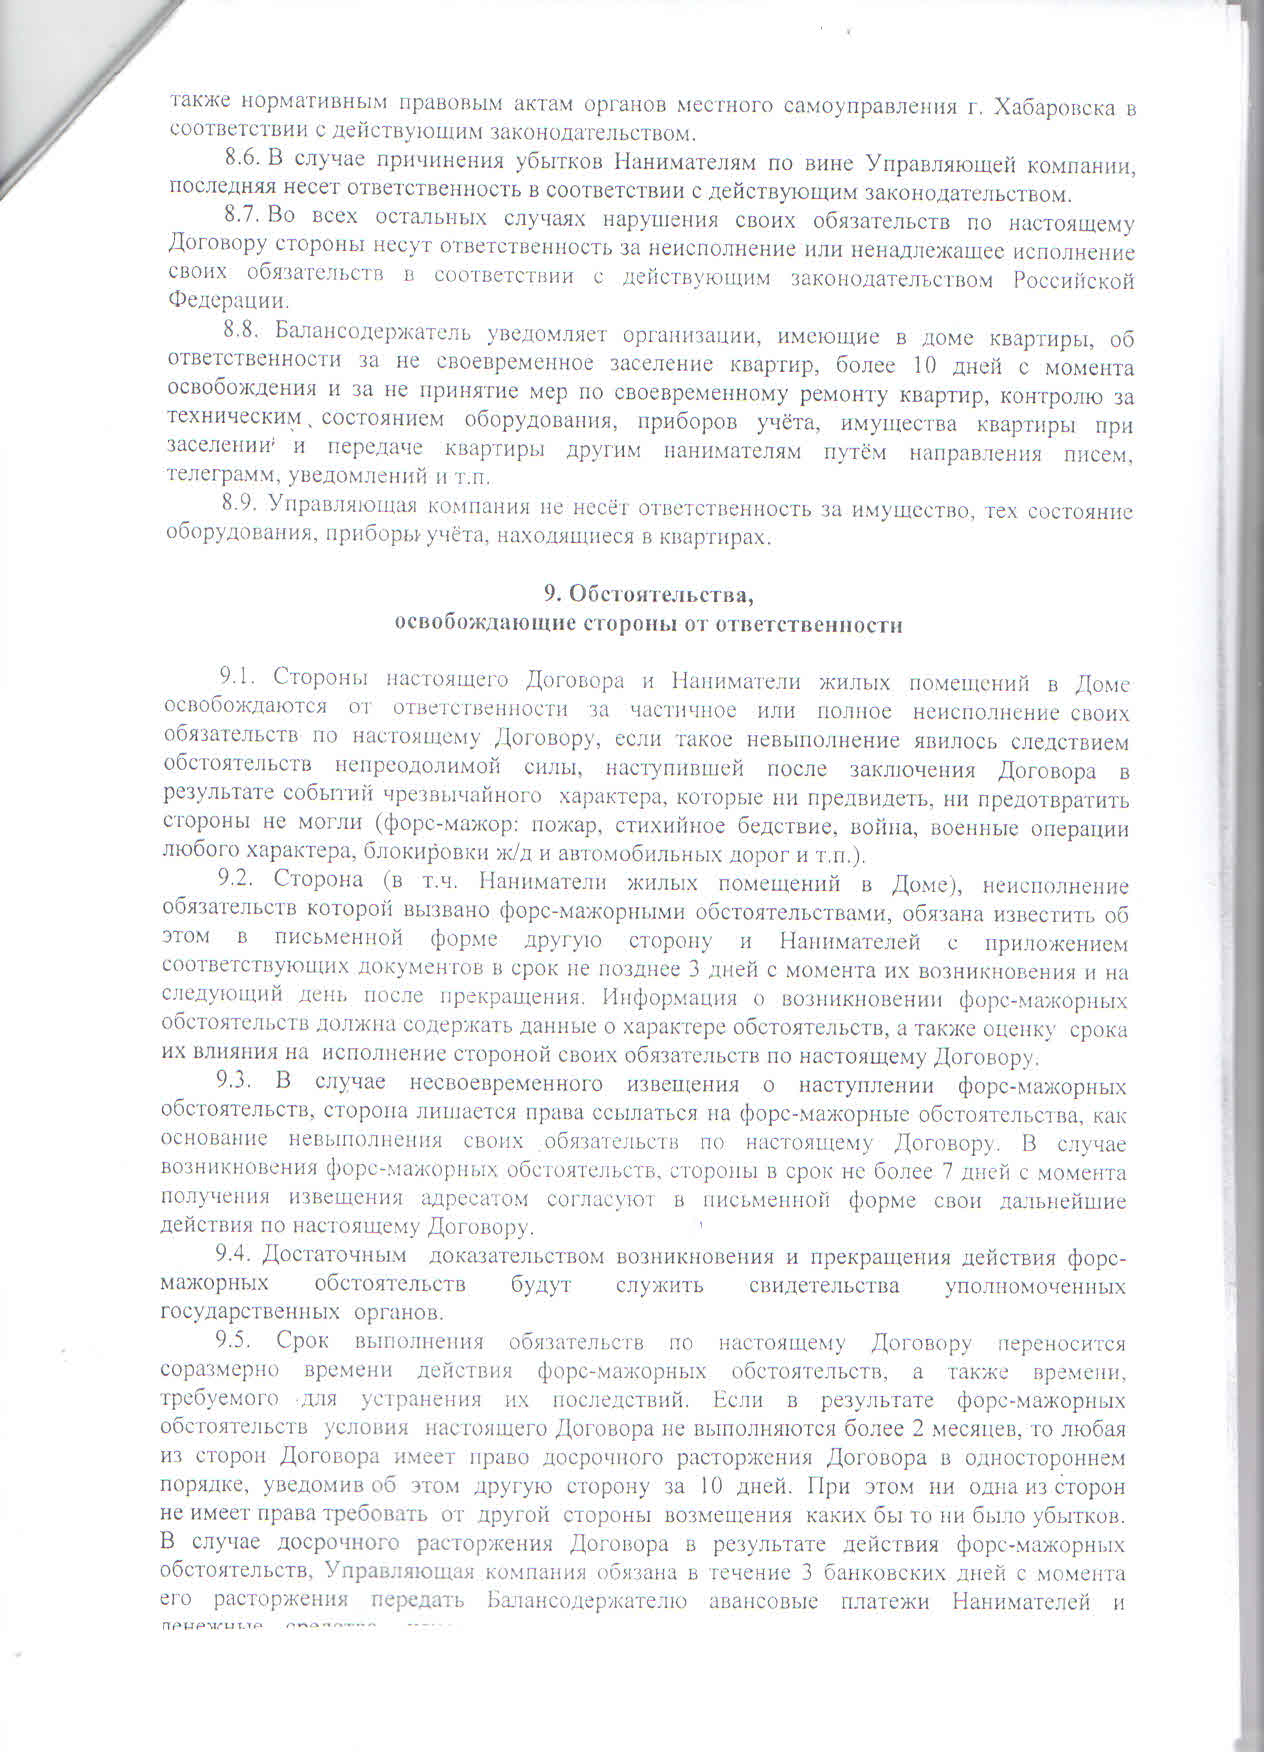 также нормативным правовым актам органов местного самоуправления г. Хабаровска в
соответствии с действующим законодательством.
8.6. В случае причинения убытков Нанимателям по вине Управляющей компании,
последняя несет ответственность в соответствии с действующим законодательством.
8.7. Во всех остальных случаях нарушения своих обязательств по настоящему
Договору стороны несут ответственность за неисполнение или ненадлежащее исполнение
своих обязательств в соответствии с действующим законодательством Российской
Федерации.
8.8. Балансодержатель уведомляет организации, имеющие в доме квартиры, об
ответственности за не своевременное заселение квартир, более 10 дней с момента
освобождения и за не принятие мер по своевременному ремонту квартир, контролю за
техническим состоянием оборудования, приборов учёта, имущества квартиры при
заселении и передаче квартиры другим нанимателям путём направления писем,
телеграмм, уведомлений и т.п.
8.9. Управляющая компания не несёт ответственность за имущество, тех состояние
оборудования, приборы учёта, находящиеся в квартирах.
9. Обстоятельства,
освобождающие стороны от ответственности
9.1. Стороны настоящего Договора и Наниматели жилых помещений в Доме
освобождаются от ответственности за частичное или полное неисполнение своих
обязательств по настоящему Договору, если такое невыполнение явилось следствием
обстоятельств непреодолимой силы, наступившей после заключения Договора в
результате событий чрезвычайного характера, которые ни предвидеть, ни предотвратить
стороны не могли (форс-мажор: пожар, стихийное бедствие, война, военные операции
любого характера, блокировки ж/д и автомобильных дорог и т.п.).
9.2. Сторона (в т.ч. Наниматели жилых помещений в Доме), неисполнение
обязательств которой вызвано форс-мажорными обстоятельствами, обязана известить об
этом в письменной форме другую сторону и Нанимателей с приложением
соответствующих документов в срок не позднее 3 дней с момента их возникновения и на
следующий день после прекращения. Информация о возникновении форс-мажорных
обстоятельств должна содержать данные о характере обстоятельств, а также оценку срока
их влияния на исполнение стороной своих обязательств по настоящему Договору.
9.3. В случае несвоевременного извещения о наступлении форс-мажорных
обстоятельств, сторона лишается права ссылаться на форс-мажорные обстоятельства, как
основание невыполнения своих обязательств по настоящему Договору. В случае
возникновения форс-мажорных обстоятельств, стороны в срок не более 7 дней с момента
получения извещения адресатом согласуют в письменной форме свои дальнейшие
действия по настоящему Договору.
9.4. Достаточным доказательством возникновения и прекращения действия форс-
мажорных обстоятельств будут служить свидетельства уполномоченных
государственных органов.
9.5. Срок выполнения обязательств по настоящему Договору переносится
соразмерно времени действия форс-мажорных обстоятельств, а также времени,
требуемого для устранения их последствий. Если в результате форс-мажорных
обстоятельств условия настоящего Договора не выполняются более 2 месяцев, то любая
из сторон Договора имеет право досрочного расторжения Договора в одностороннем
порядке, уведомив об этом другую сторону за 10 дней. При этом ни одна из сторон
не имеет права требовать от другой стороны возмещения каких бы то ни было убытков.
В случае досрочного расторжения Договора в результате действия форс-мажорных
обстоятельств, Управляющая компания обязана в течение 3 банковских дней с момента
его расторжения передать Балансодержателю авансовые платежи Нанимателей и
денежные средства